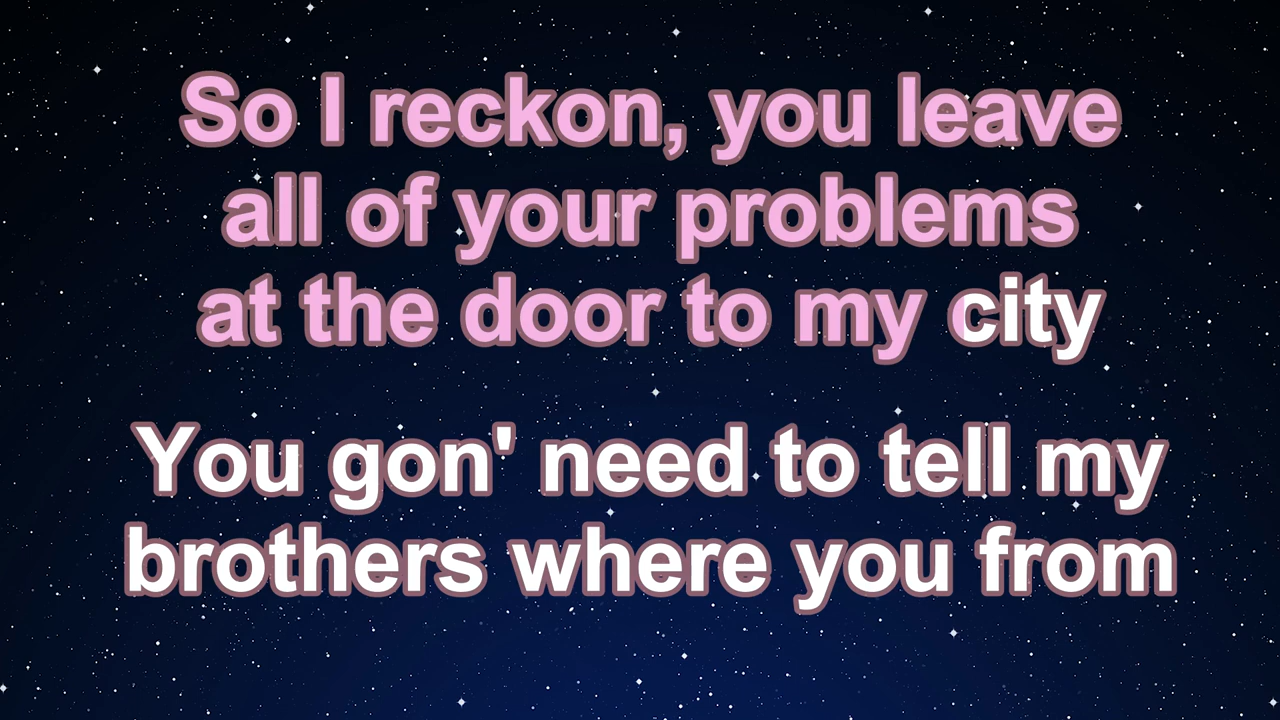 So I reckon, you leave
all of your problems
at the door to my city
You gon' need to tell my
brothers where you from